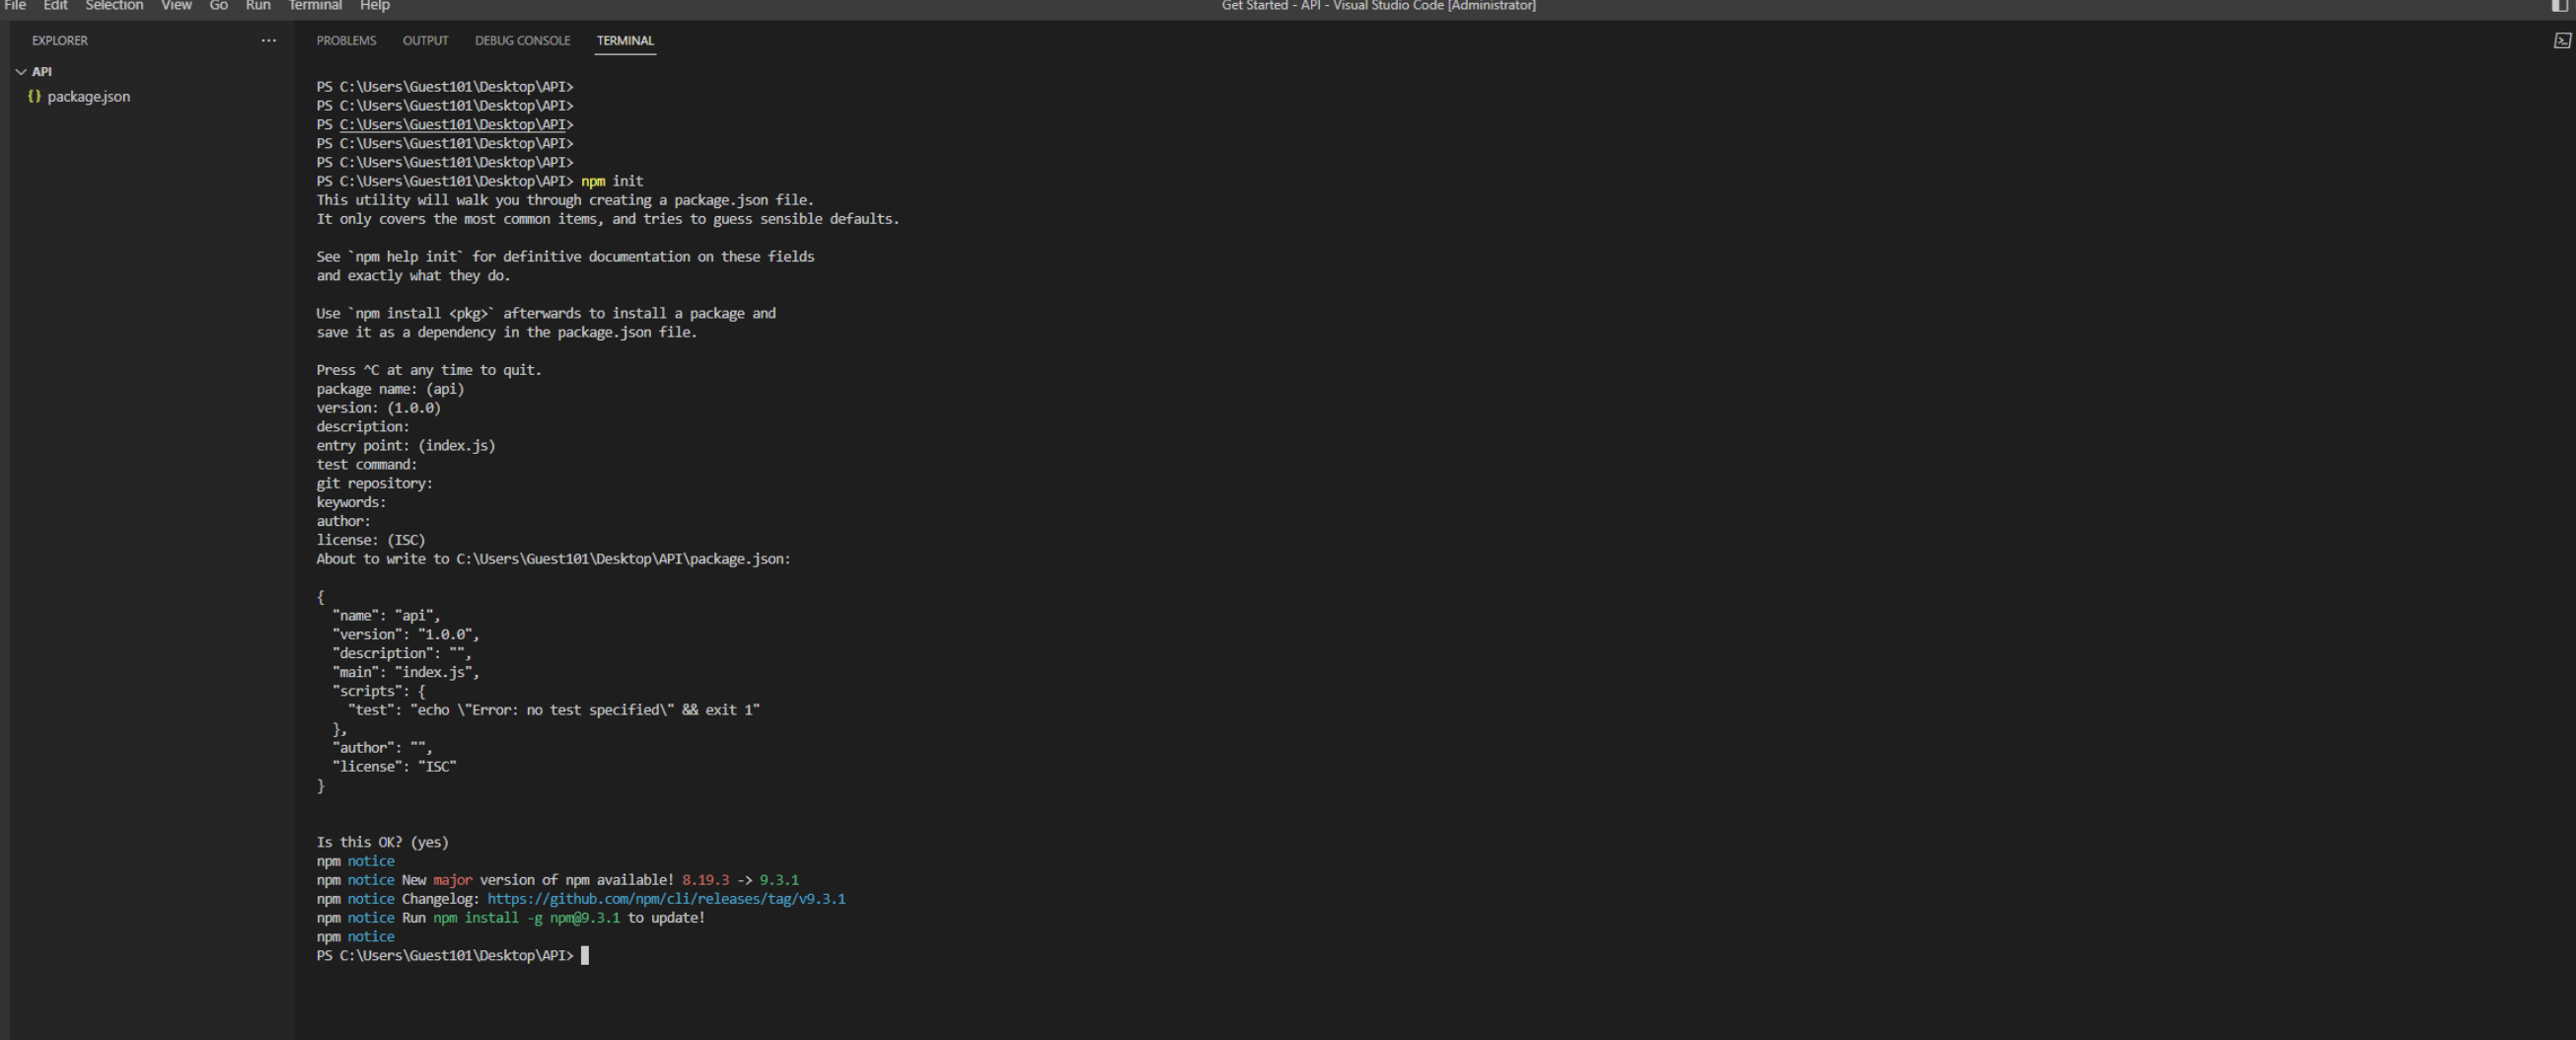 File Edit Selection View Go Run Terminal Help
Get Started - API - Visual Studio Code [Administrator]
EXPLORER
API
package.json
PROBLEMS OUTPUT DEBUG CONSOLE TERMINAL
PS C:\Users\Guest101\Desktop\API>
PS C:\Users\Guest101\Desktop\API>
PS C:\Users\Guest101\Desktop\API>
PS C:\Users\Guest101\Desktop\API>
PS C:\Users\Guest101\Desktop\API>
PS C:\Users\Guest101\Desktop\API> npm init
This utility will walk you through creating a package.json file.
It only covers the most common items, and tries to guess sensible defaults.
See `npm help init` for definitive documentation on these fields
and exactly what they do.
Use `npm install <pkg>` afterwards to install a package and
save it as a dependency in the package.json file.
Press ^C at any time to quit.
package name: (api)
version: (1.0.0)
description:
entry point: (index.js)
test command:
git repository:
keywords:
author:
license: (ISC)
About to write to C:\Users\Guest101\Desktop\API\package.json:
{
  "name": "api",
  "version": "1.0.0",
  "description": "",
  "main": "index.js",
  "scripts": {
    "test": "echo \"Error: no test specified\" && exit 1"
  },
  "author": "",
  "license": "ISC"
}
Is this OK? (yes)
npm notice
npm notice New major version of npm available! 8.19.3 -> 9.3.1
npm notice Changelog: https://github.com/npm/cli/releases/tag/v9.3.1
npm notice Run npm install -g npm@9.3.1 to update!
npm notice
PS C:\Users\Guest101\Desktop\API>